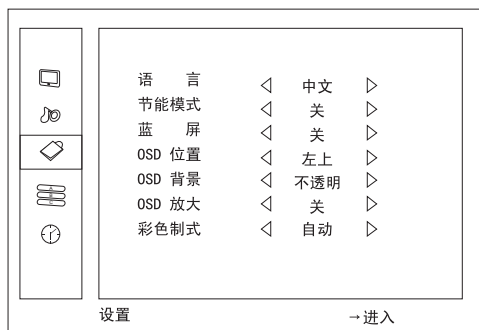 语 言 中文
节能模式 关
蓝 屏 关
OSD 位置 左上
OSD 背景 不透明
OSD 放大 关
彩色制式 自动
设置 →进入